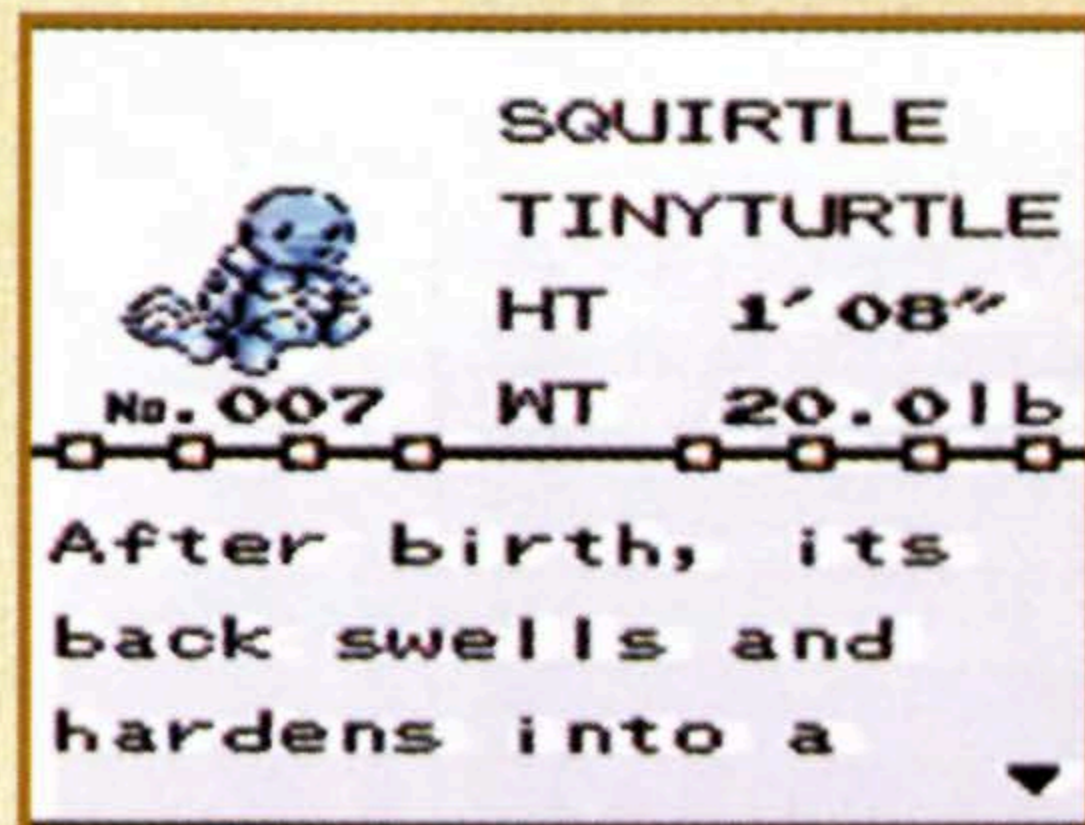 SQUIRTLE
TINYTURTLE
HT 1′08″
No.007 WT 20.0lb
After birth, its
back swells and
hardens into a